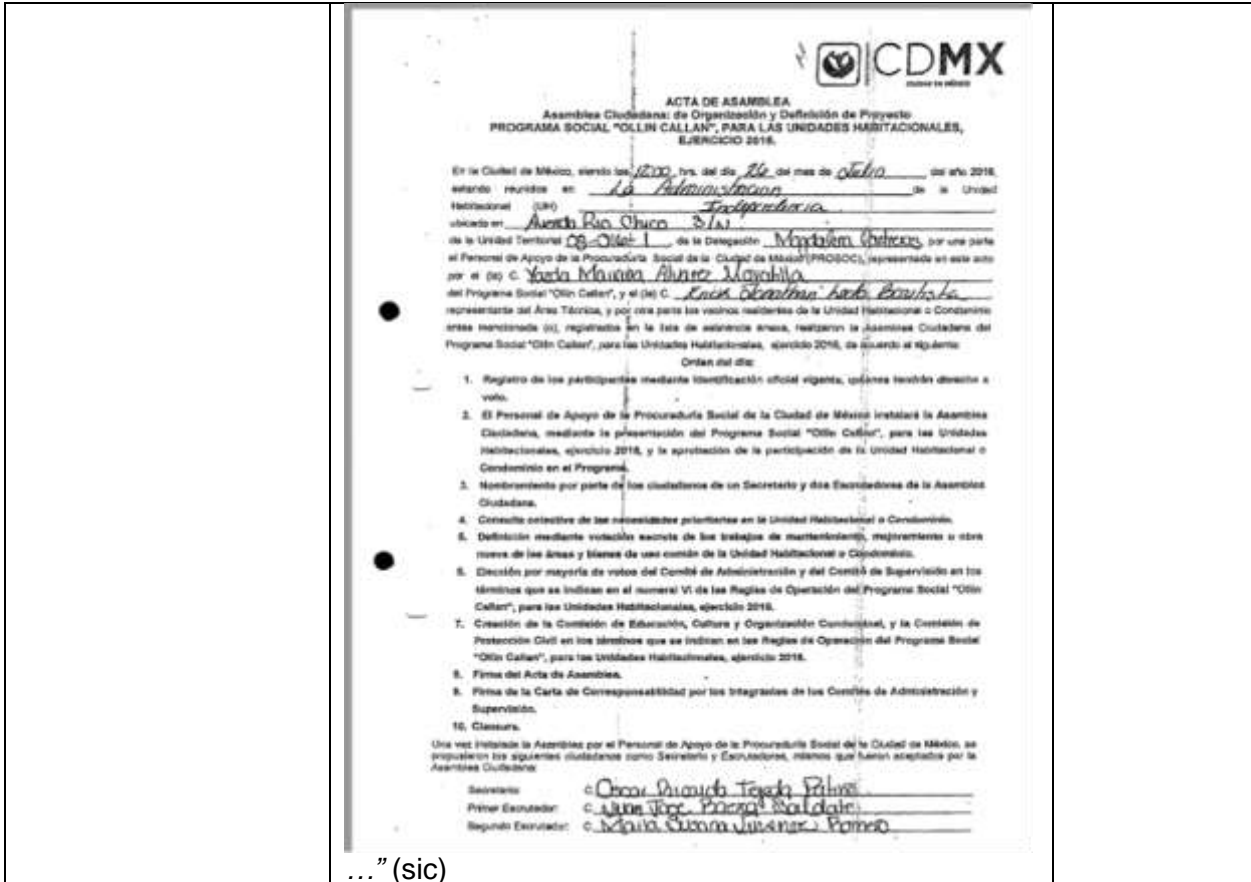 CDMX
CIUDAD DE MÉXICO
ACTA DE ASAMBLEA
Asamblea Ciudadana: de Organización y Definición de Proyecto
PROGRAMA SOCIAL "OLLIN CALLAN", PARA LAS UNIDADES HABITACIONALES,
EJERCICIO 2016.
En la Ciudad de México, siendo las 12:00 hrs. del día 26 del mes de Julio del año 2016,
estando reunidos en La Administracion de la Unidad
Habitacional (UH) Independencia
ubicada en Avenida Rio Chico S/N
de la Unidad Territorial de la Delegación Magdalena Contreras, por una parte
el Personal de Apoyo de la Procuraduría Social de la Ciudad de México (PROSOC), representada en este acto
por el (la) C.
del Programa Social "Ollin Callan", y el (la) C. Bautista
representante del Área Técnica, y por otra parte los vecinos residentes de la Unidad Habitacional o Condominio
antes mencionada (o), registrados en la lista de asistencia anexa, realizaron la Asamblea Ciudadana del
Programa Social "Ollin Callan", para las Unidades Habitacionales, ejercicio 2016, de acuerdo al siguiente:
Orden del día:
1. Registro de los participantes mediante identificación oficial vigente, quienes tendrán derecho a
voto.
2. El Personal de Apoyo de la Procuraduría Social de la Ciudad de México instalará la Asamblea
Ciudadana, mediante la presentación del Programa Social "Ollin Callan", para las Unidades
Habitacionales, ejercicio 2016, y la aprobación de la participación de la Unidad Habitacional o
Condominio en el Programa.
3. Nombramiento por parte de los ciudadanos de un Secretario y dos Escrutadores de la Asamblea
Ciudadana.
4. Consulta colectiva de las necesidades prioritarias en la Unidad Habitacional o Condominio.
5. Definición mediante votación secreta de los trabajos de mantenimiento, mejoramiento u obra
nueva de las áreas y bienes de uso común de la Unidad Habitacional o Condominio.
6. Elección por mayoría de votos del Comité de Administración y del Comité de Supervisión en los
términos que se indican en el numeral VI de las Reglas de Operación del Programa Social "Ollin
Callan", para las Unidades Habitacionales, ejercicio 2016.
7. Creación de la Comisión de Educación, Cultura y Organización Condominal, y la Comisión de
Protección Civil en los términos que se indican en las Reglas de Operación del Programa Social
"Ollin Callan", para las Unidades Habitacionales, ejercicio 2016.
8. Firma del Acta de Asamblea.
9. Firma de la Carta de Corresponsabilidad por los Integrantes de los Comités de Administración y
Supervisión.
10. Clausura.
Una vez instalada la Asamblea por el Personal de Apoyo de la Procuraduría Social de la Ciudad de México, se
propusieron los siguientes ciudadanos como Secretario y Escrutadores, mismos que fueron aceptados por la
Asamblea Ciudadana:
Secretario: C. Oscar Tejeda Palma
Primer Escrutador: C. Juan Jose Saldate
Segundo Escrutador: C. Maria Susana Jimenez Romero
…" (sic)